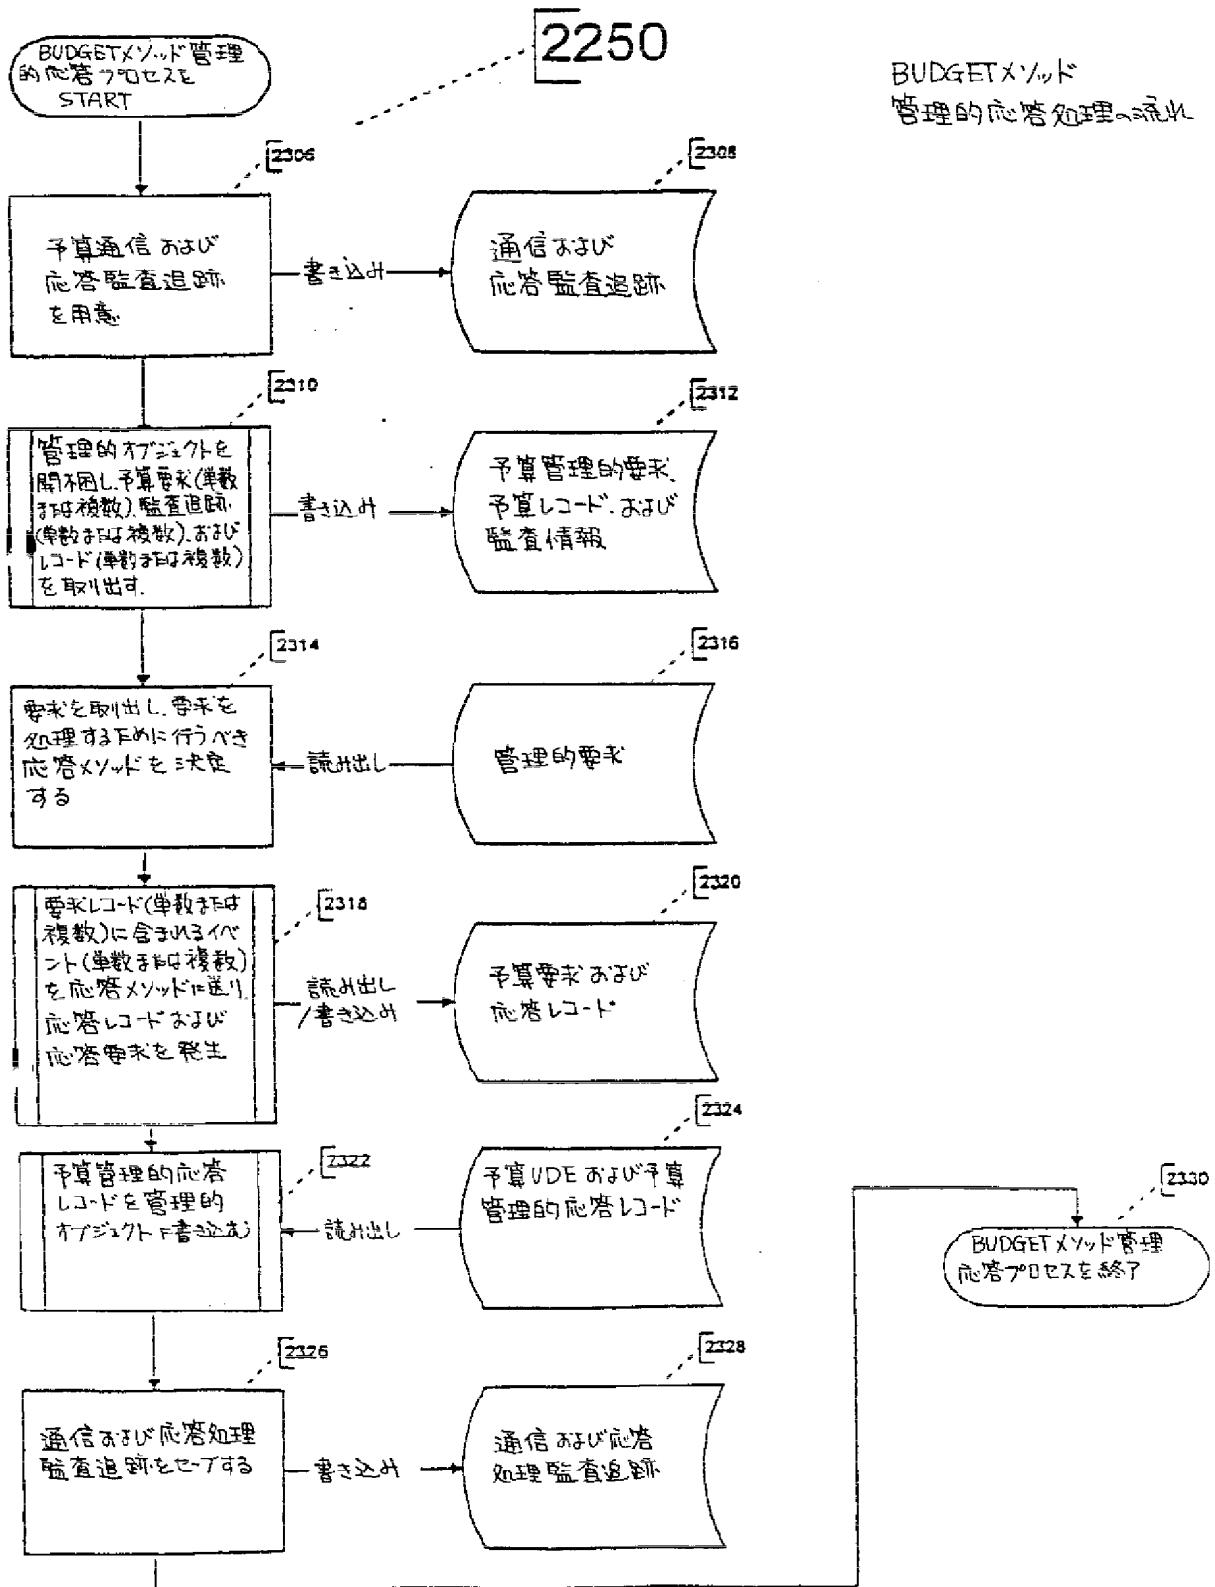 2250
BUDGETメソッド
管理的応答処理の流れ
BUDGETメソッド管理
的応答プロセスを
START
2306
予算通信および
応答監査追跡
を用意
書き込み
2308
通信および
応答監査追跡
2310
管理的オブジェクトを
開梱し、予算要求(単数
または複数)、監査追跡
(単数または複数)、および
レコード(単数または複数)
を取り出す.
書き込み
2312
予算管理的要求、
予算レコード、および
監査情報
2314
要求を取出し、要求を
処理するために行うべき
応答メソッドを決定
する
読み出し
2316
管理的要求
2318
要求レコード(単数または
複数)に含まれるイベ
ント(単数または複数)
を応答メソッドに送り
応答レコードおよび
応答要求を発生
読み出し
/書き込み
2320
予算要求および
応答レコード
2322
予算管理的応答
レコードを管理的
オブジェクトに書き込む
読み出し
2324
予算UDEおよび予算
管理的応答レコード
2326
通信および応答処理
監査追跡をセーブする
書き込み
2328
通信および応答
処理監査追跡
2330
BUDGETメソッド管理
応答プロセスを終了